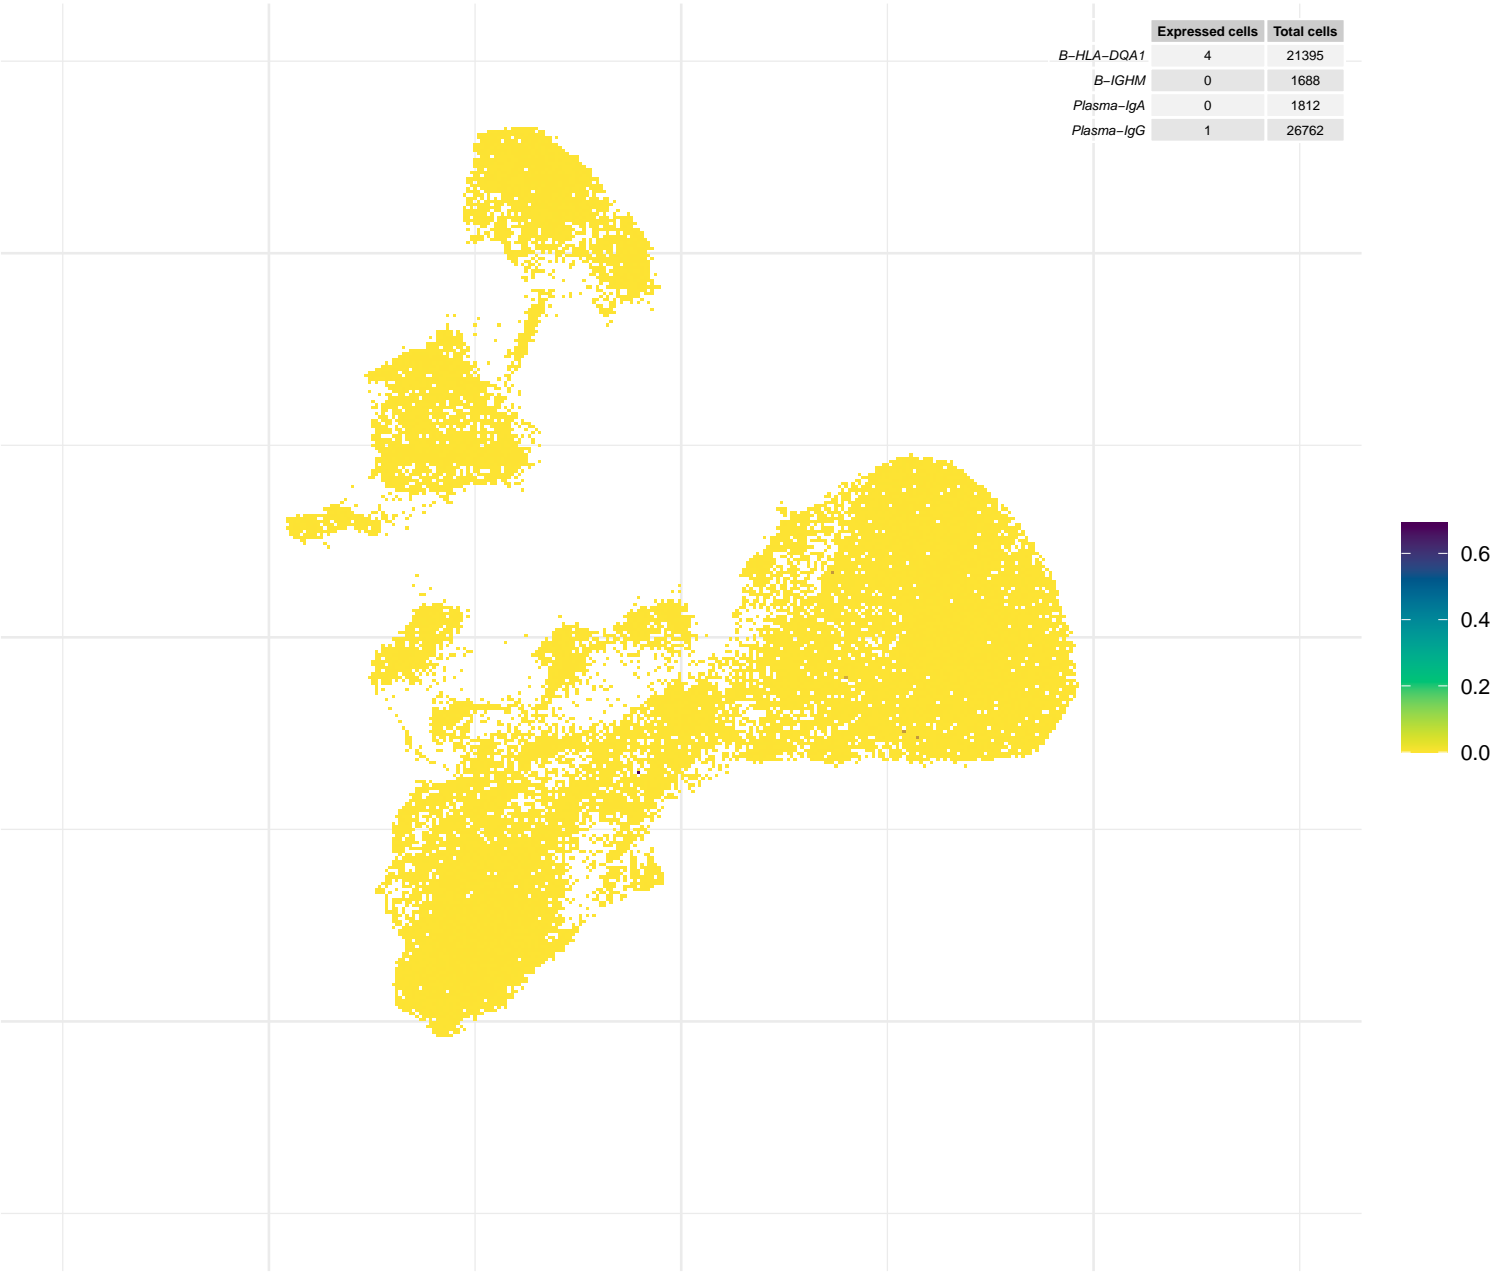 Expressed cells Total cells
B−HLA−DQA1 4 21395
B−IGHM 0 1688
Plasma−IgA 0 1812
Plasma−IgG 1 26762
0.6
0.4
0.2
0.0